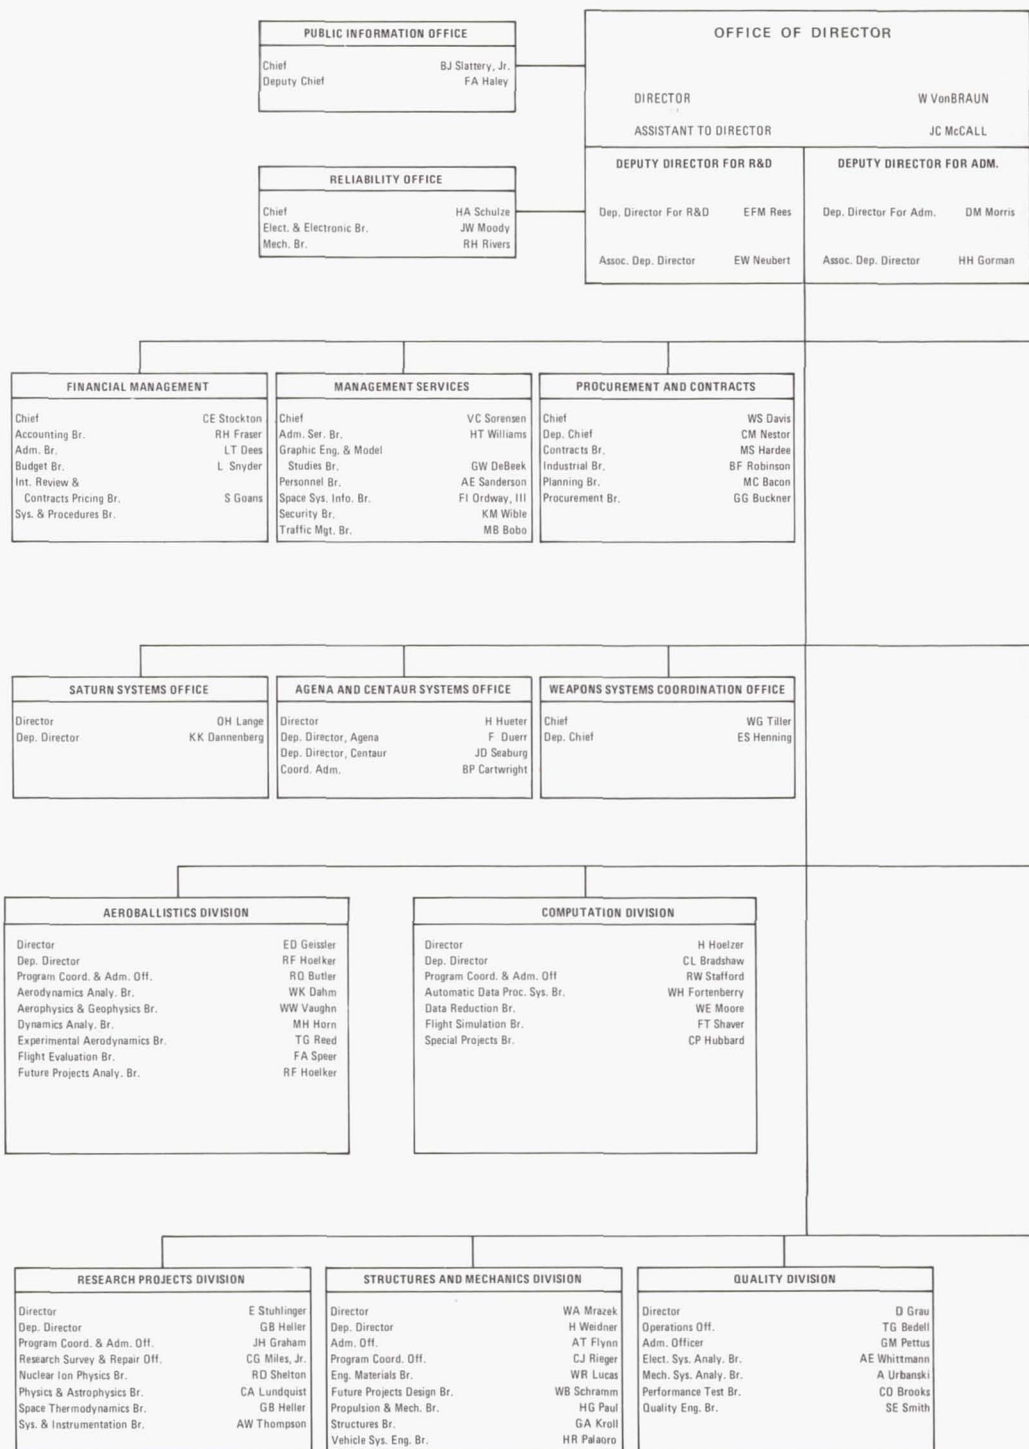 PUBLIC INFORMATION OFFICE
Chief BJ Slattery, Jr.
Deputy Chief FA Haley
OFFICE OF DIRECTOR
DIRECTOR W VonBRAUN
ASSISTANT TO DIRECTOR JC McCALL
RELIABILITY OFFICE
Chief HA Schulze
Elect. & Electronic Br. JW Moody
Mech. Br. RH Rivers
DEPUTY DIRECTOR FOR R&D
Dep. Director For R&D EFM Rees
Assoc. Dep. Director EW Neubert
DEPUTY DIRECTOR FOR ADM.
Dep. Director For Adm. DM Morris
Assoc. Dep. Director HH Gorman
FINANCIAL MANAGEMENT
Chief CE Stockton
Accounting Br. RH Fraser
Adm. Br. LT Dees
Budget Br. L Snyder
Int. Review &
Contracts Pricing Br. S Goans
Sys. & Procedures Br.
MANAGEMENT SERVICES
Chief VC Sorensen
Adm. Ser. Br. HT Williams
Graphic Eng. & Model
Studies Br. GW DeBeek
Personnel Br. AE Sanderson
Space Sys. Info. Br. FI Ordway, III
Security Br. KM Wible
Traffic Mgt. Br. MB Bobo
PROCUREMENT AND CONTRACTS
Chief WS Davis
Dep. Chief CM Nestor
Contracts Br. MS Hardee
Industrial Br. BF Robinson
Planning Br. MC Bacon
Procurement Br. GG Buckner
SATURN SYSTEMS OFFICE
Director OH Lange
Dep. Director KK Dannenberg
AGENA AND CENTAUR SYSTEMS OFFICE
Director H Hueter
Dep. Director, Agena F Duerr
Dep. Director, Centaur JD Seaburg
Coord. Adm. BP Cartwright
WEAPONS SYSTEMS COORDINATION OFFICE
Chief WG Tiller
Dep. Chief ES Henning
AEROBALLISTICS DIVISION
Director ED Geissler
Dep. Director RF Hoelker
Program Coord. & Adm. Off. RQ Butler
Aerodynamics Analy. Br. WK Dahm
Aerophysics & Geophysics Br. WW Vaughn
Dynamics Analy. Br. MH Horn
Experimental Aerodynamics Br. TG Reed
Flight Evaluation Br. FA Speer
Future Projects Analy. Br. RF Hoelker
COMPUTATION DIVISION
Director H Hoelzer
Dep. Director CL Bradshaw
Program Coord. & Adm. Off RW Stafford
Automatic Data Proc. Sys. Br. WH Fortenberry
Data Reduction Br. WE Moore
Flight Simulation Br. FT Shaver
Special Projects Br. CP Hubbard
RESEARCH PROJECTS DIVISION
Director E Stuhlinger
Dep. Director GB Heller
Program Coord. & Adm. Off. JH Graham
Research Survey & Repair Off. CG Miles, Jr.
Nuclear Ion Physics Br. RD Shelton
Physics & Astrophysics Br. CA Lundquist
Space Thermodynamics Br. GB Heller
Sys. & Instrumentation Br. AW Thompson
STRUCTURES AND MECHANICS DIVISION
Director WA Mrazek
Dep. Director H Weidner
Adm. Off. AT Flynn
Program Coord. Off. CJ Rieger
Eng. Materials Br. WR Lucas
Future Projects Design Br. WB Schramm
Propulsion & Mech. Br. HG Paul
Structures Br. GA Kroll
Vehicle Sys. Eng. Br. HR Palaoro
QUALITY DIVISION
Director D Grau
Operations Off. TG Bedell
Adm. Officer GM Pettus
Elect. Sys. Analy. Br. AE Whittmann
Mech. Sys. Analy. Br. A Urbanski
Performance Test Br. CO Brooks
Quality Eng. Br. SE Smith